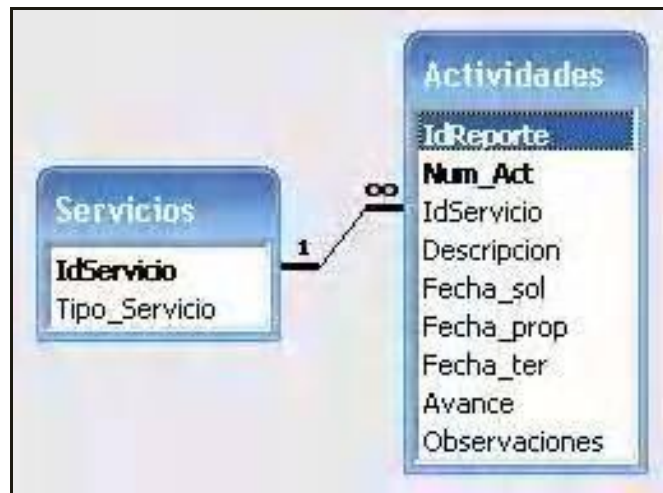 Servicios
IdServicio
Tipo_Servicio
1
∞
Actividades
IdReporte
Num_Act
IdServicio
Descripcion
Fecha_sol
Fecha_prop
Fecha_ter
Avance
Observaciones